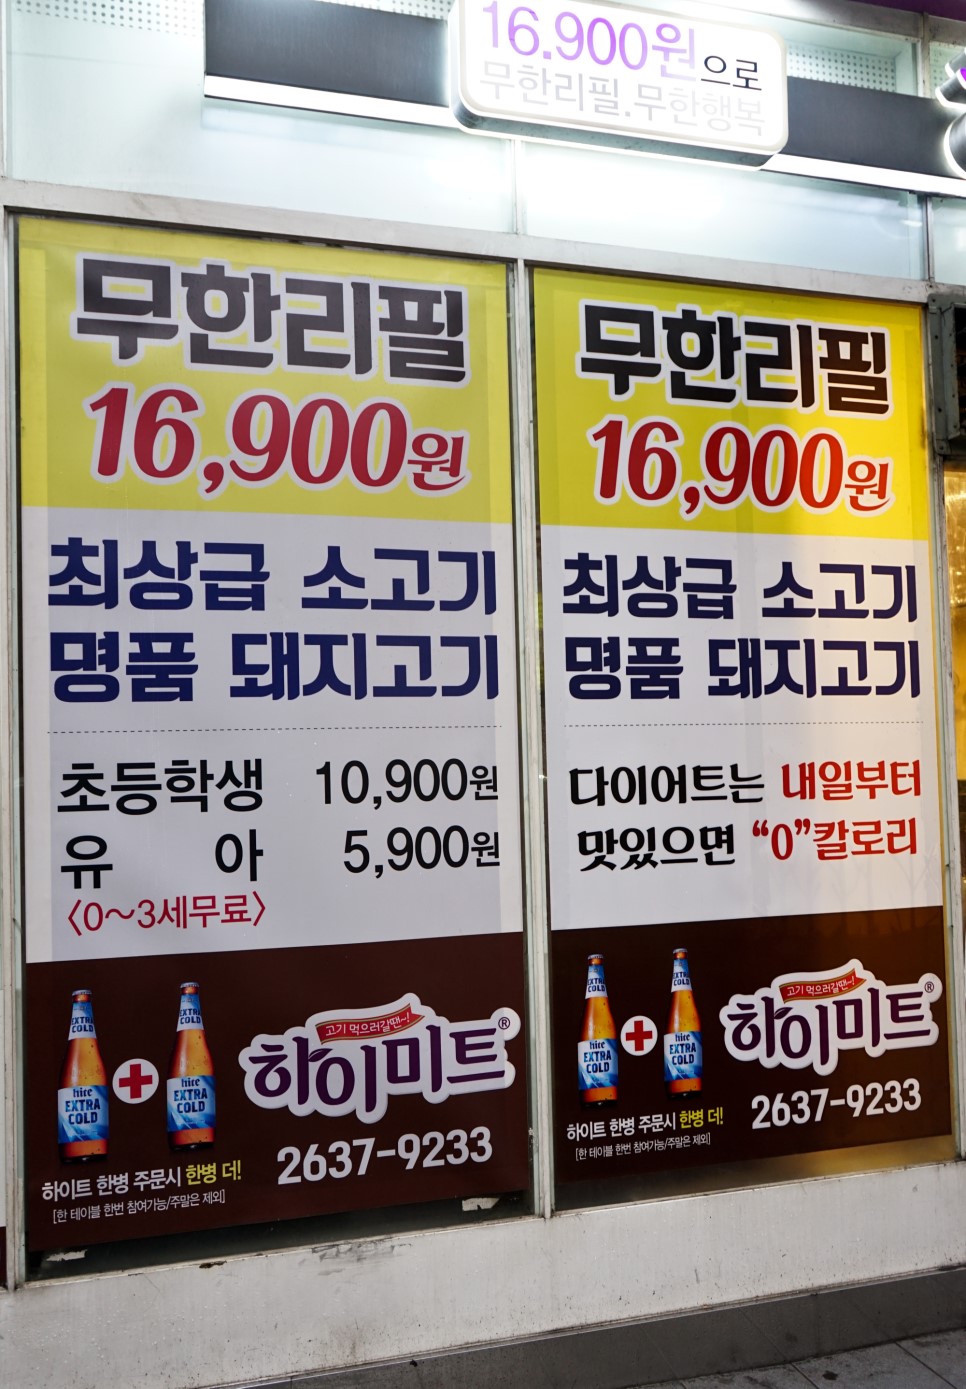 16.900원으로
무한리필.무한행복
무한리필
16,900원
최상급 소고기
명품 돼지고기
초등학생 10,900원
유 아 5,900원
<0~3세무료>
EXTRA COLD
hite
EXTRA
COLD
EXTRA COLD
hite
EXTRA
COLD
고기 먹으러갈땐~!
하이미트®
하이트 한병 주문시 한병 더!
[한 테이블 한번 참여가능/주말은 제외]
2637-9233
무한리필
16,900원
최상급 소고기
명품 돼지고기
다이어트는 내일부터
맛있으면 “0”칼로리
EXTRA COLD
hite
EXTRA
COLD
EXTRA COLD
hite
EXTRA
COLD
고기 먹으러갈땐~!
하이미트®
하이트 한병 주문시 한병 더!
[한 테이블 한번 참여가능/주말은 제외]
2637-9233